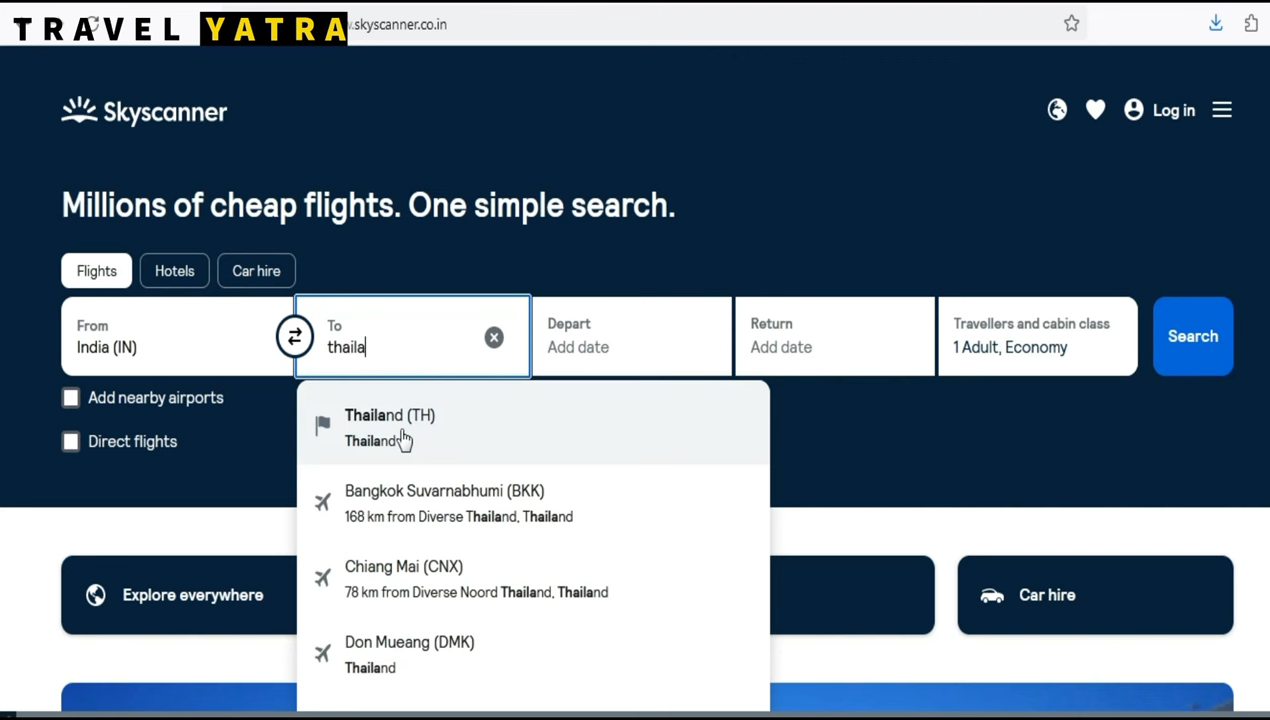 TRAVEL YATRA
.skyscanner.co.in
Skyscanner
Log in
Millions of cheap flights. One simple search.
Flights
Hotels
Car hire
From
India (IN)
To
thaila
Depart
Add date
Return
Add date
Travellers and cabin class
1 Adult, Economy
Search
Add nearby airports
Direct flights
Thailand (TH)
Thailand
Bangkok Suvarnabhumi (BKK)
168 km from Diverse Thailand, Thailand
Chiang Mai (CNX)
78 km from Diverse Noord Thailand, Thailand
Don Mueang (DMK)
Thailand
Explore everywhere
Car hire